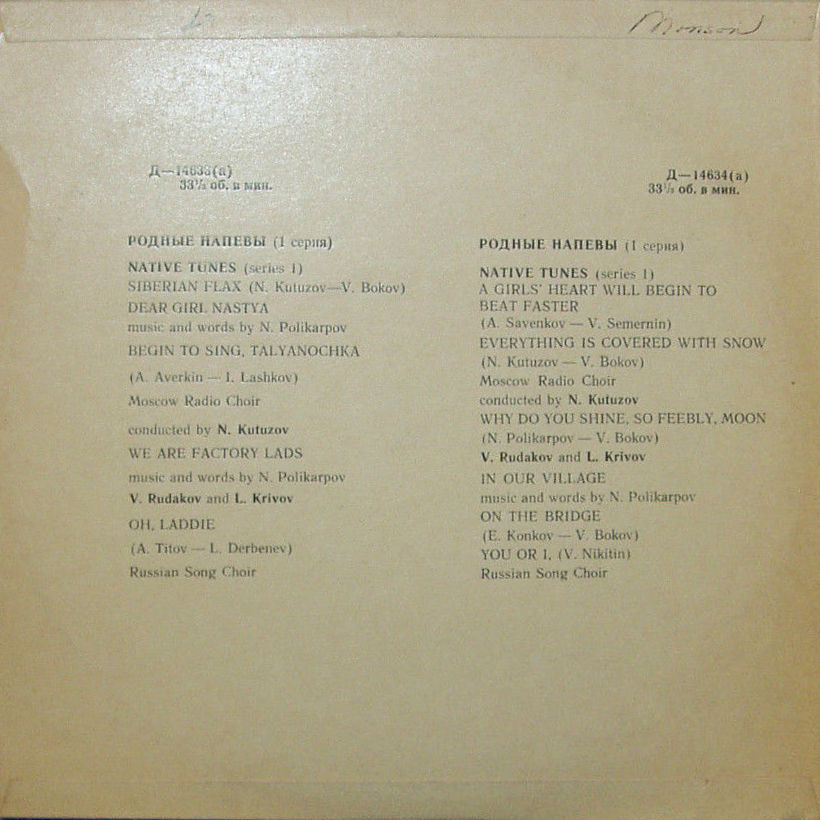 Monson
Д—14633(а)
33⅓ об. в мин.
РОДНЫЕ НАПЕВЫ (1 серия)
NATIVE TUNES (series 1)
SIBERIAN FLAX (N. Kutuzov—V. Bokov)
DEAR GIRL NASTYA
music and words by N. Polikarpov
BEGIN TO SING, TALYANOCHKA
(A. Averkin — I. Lashkov)
Moscow Radio Choir
conducted by N. Kutuzov
WE ARE FACTORY LADS
music and words by N. Polikarpov
V. Rudakov and L. Krivov
OH, LADDIE
(A. Titov — L. Derbenev)
Russian Song Choir
Д—14634(а)
33⅓ об. в мин.
РОДНЫЕ НАПЕВЫ (1 серия)
NATIVE TUNES (series 1)
A GIRLS' HEART WILL BEGIN TO
BEAT FASTER
(A. Savenkov — V. Semernin)
EVERYTHING IS COVERED WITH SNOW
(N. Kutuzov — V. Bokov)
Moscow Radio Choir
conducted by N. Kutuzov
WHY DO YOU SHINE, SO FEEBLY, MOON
(N. Polikarpov — V. Bokov)
V. Rudakov and L. Krivov
IN OUR VILLAGE
music and words by N. Polikarpov
ON THE BRIDGE
(E. Konkov — V. Bokov)
YOU OR I, (V. Nikitin)
Russian Song Choir